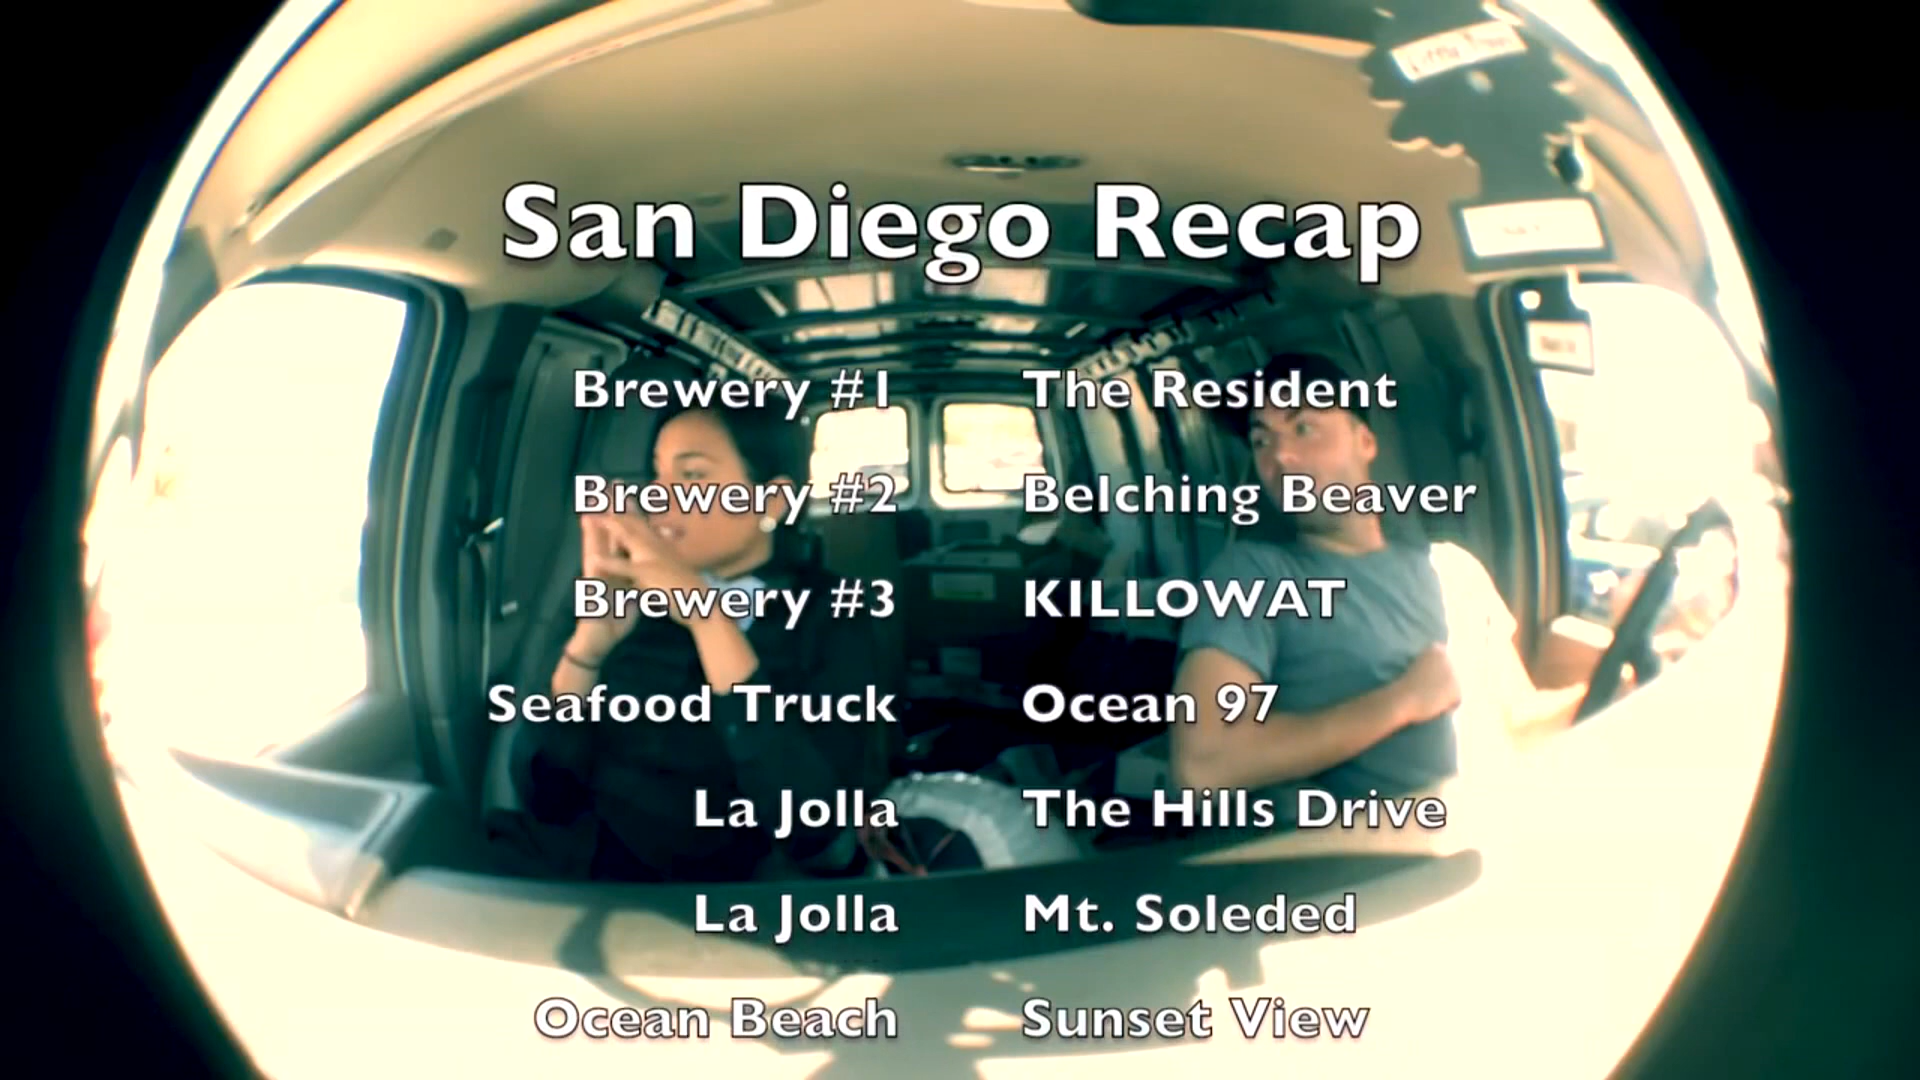 San Diego Recap
Brewery #1 The Resident
Brewery #2 Belching Beaver
Brewery #3 KILLOWAT
Seafood Truck Ocean 97
La Jolla The Hills Drive
La Jolla Mt. Soleded
Ocean Beach Sunset View